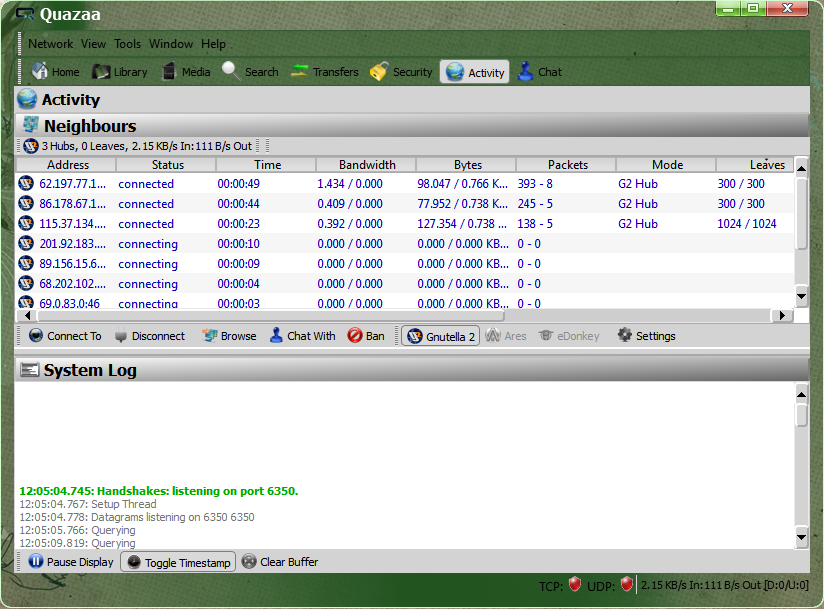 Quazaa
Network View Tools Window Help
Home Library Media Search Transfers Security Activity Chat
Activity
Neighbours
3 Hubs, 0 Leaves, 2.15 KB/s In:111 B/s Out
Address Status Time Bandwidth Bytes Packets Mode Leaves
62.197.77.1... connected 00:00:49 1.434 / 0.000 98.047 / 0.766 K... 393 - 8 G2 Hub 300 / 300
86.178.67.1... connected 00:00:44 0.409 / 0.000 77.952 / 0.738 K... 245 - 5 G2 Hub 300 / 300
115.37.134.... connected 00:00:23 0.392 / 0.000 127.354 / 0.738 ... 138 - 5 G2 Hub 1024 / 1024
201.92.183.... connecting 00:00:10 0.000 / 0.000 0.000 / 0.000 KB... 0 - 0
89.156.15.6... connecting 00:00:09 0.000 / 0.000 0.000 / 0.000 KB... 0 - 0
68.202.102.... connecting 00:00:04 0.000 / 0.000 0.000 / 0.000 KB... 0 - 0
69.0.83.0:46 connecting 00:00:03 0.000 / 0.000 0.000 / 0.000 KB... 0 - 0
Connect To Disconnect Browse Chat With Ban Gnutella 2 Ares eDonkey Settings
System Log
12:05:04.745: Handshakes: listening on port 6350.
12:05:04.767: Setup Thread
12:05:04.778: Datagrams listening on 6350 6350
12:05:05.766: Querying
12:05:09.819: Querying
Pause Display Toggle Timestamp Clear Buffer
TCP: UDP: 2.15 KB/s In:111 B/s Out [D:0/U:0]